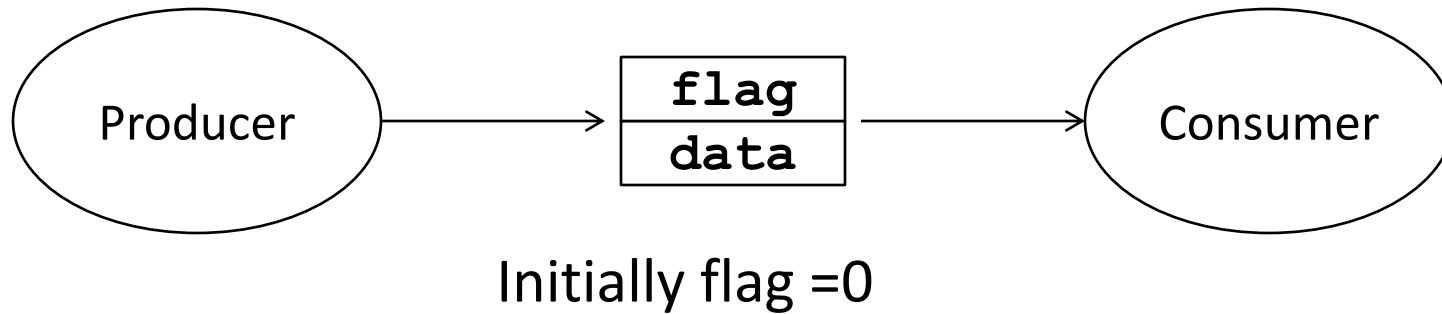 Producer
flag
data
Consumer
Initially flag =0